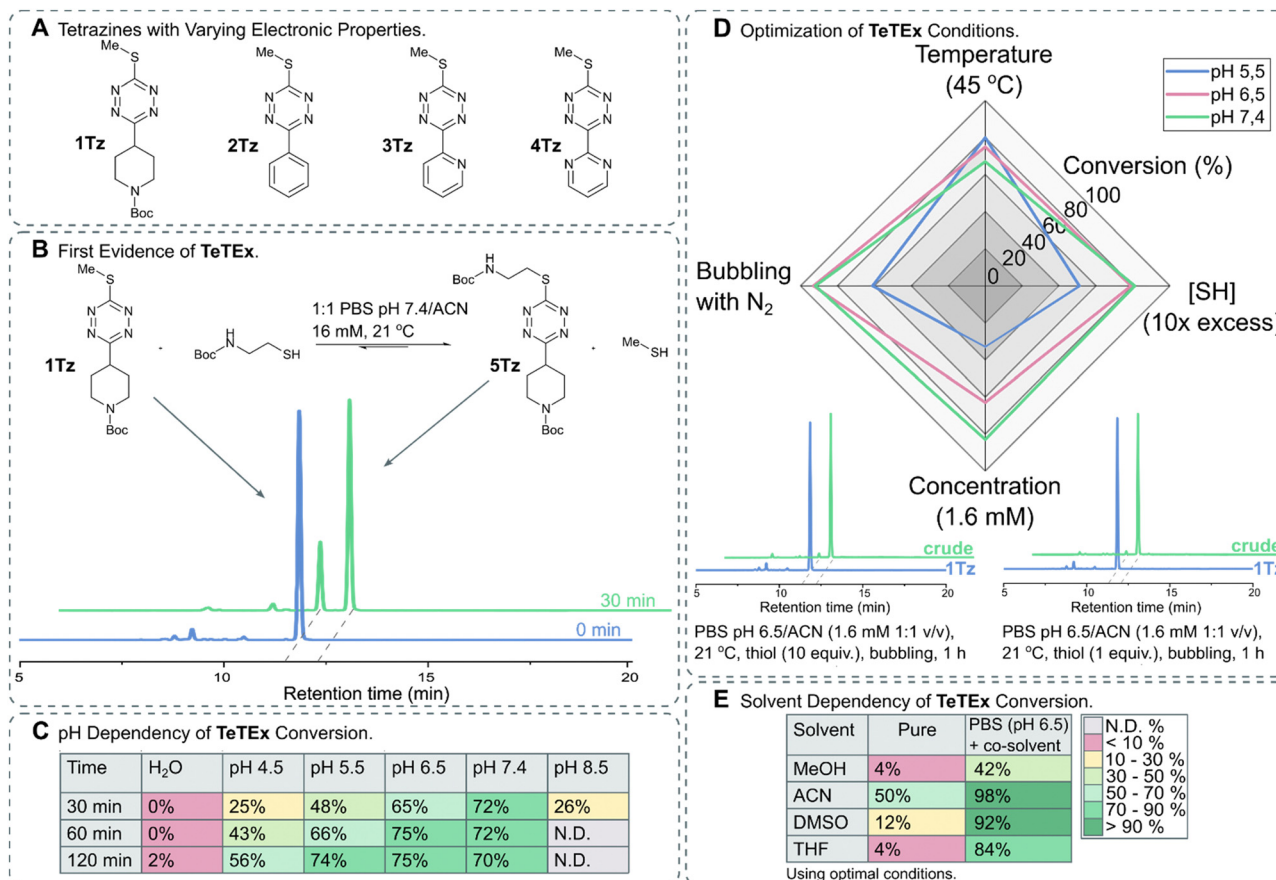 A Tetrazines with Varying Electronic Properties.
Me
S
N N
N N
1Tz
N
Boc
Me
S
N N
N N
2Tz
Me
S
N N
N N
3Tz
N
Me
S
N N
N N
4Tz
N N
B First Evidence of TeTEx.
Me
S
N N
N N
1Tz
N
Boc
Boc
H
N
SH
1:1 PBS pH 7.4/ACN
16 mM, 21 °C
Boc
H
N
S
N N
N N
5Tz
N
Boc
Me
SH
30 min
0 min
5 10 15 20
Retention time (min)
C pH Dependency of TeTEx Conversion.
Time H2O pH 4.5 pH 5.5 pH 6.5 pH 7.4 pH 8.5
30 min 0% 25% 48% 65% 72% 26%
60 min 0% 43% 66% 75% 72% N.D.
120 min 2% 56% 74% 75% 70% N.D.
D Optimization of TeTEx Conditions.
Temperature
(45 °C)
pH 5,5
pH 6,5
pH 7,4
Conversion (%)
100
80
60
40
20
0
Bubbling
with N2
[SH]
(10x excess)
Concentration
(1.6 mM)
crude
1Tz
5 10 15 20
Retention time (min)
PBS pH 6.5/ACN (1.6 mM 1:1 v/v),
21 °C, thiol (10 equiv.), bubbling, 1 h
crude
1Tz
5 10 15 20
Retention time (min)
PBS pH 6.5/ACN (1.6 mM 1:1 v/v),
21 °C, thiol (1 equiv.), bubbling, 1 h
E Solvent Dependency of TeTEx Conversion.
Solvent Pure PBS (pH 6.5)
+ co-solvent
MeOH 4% 42%
ACN 50% 98%
DMSO 12% 92%
THF 4% 84%
Using optimal conditions.
N.D. %
< 10 %
10 - 30 %
30 - 50 %
50 - 70 %
70 - 90 %
> 90 %